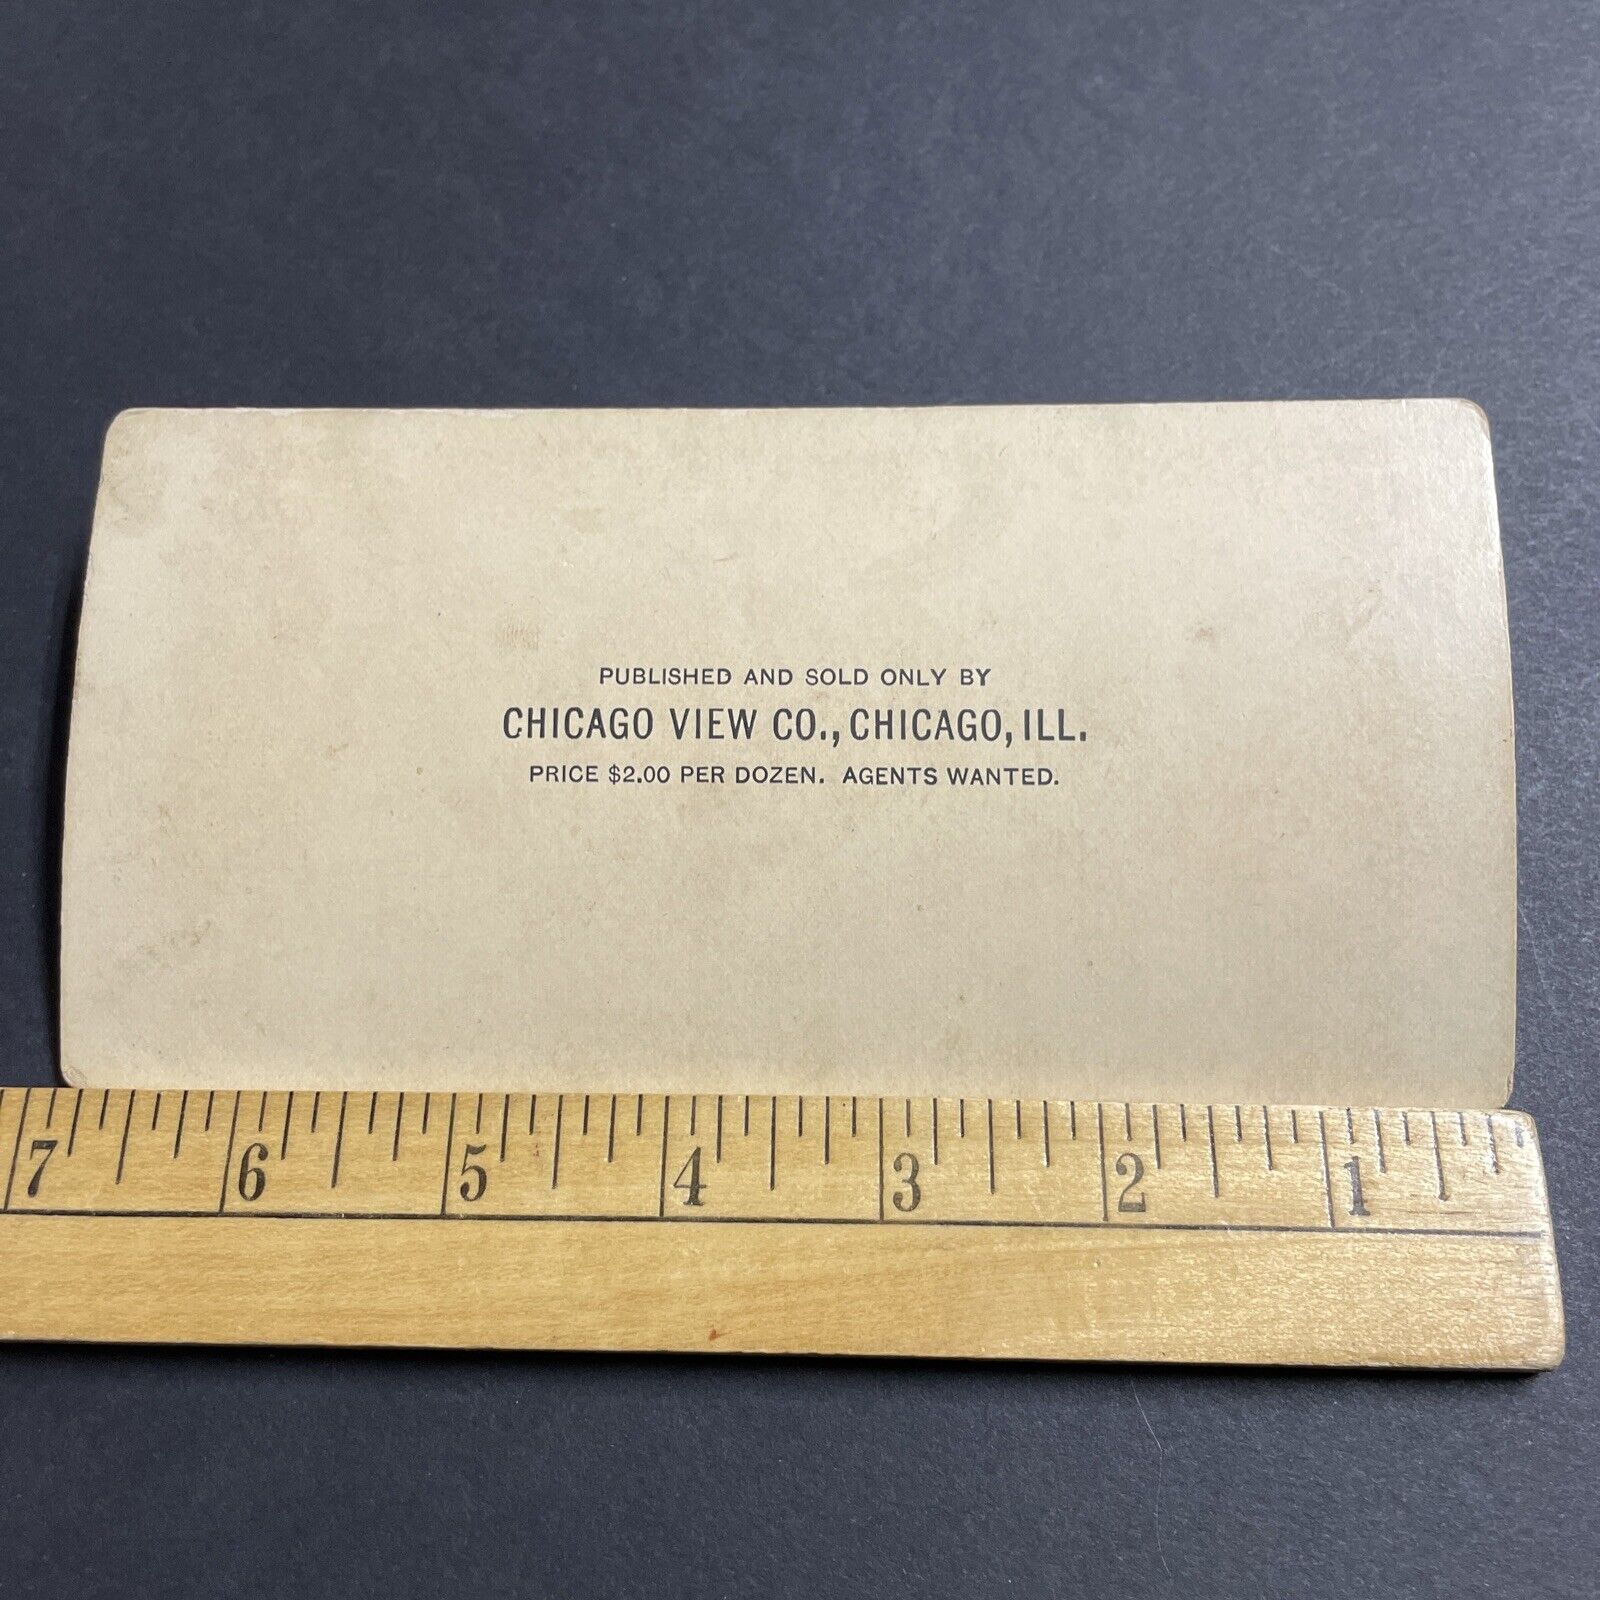 PUBLISHED AND SOLD ONLY BY
CHICAGO VIEW CO., CHICAGO, ILL.
PRICE $2.00 PER DOZEN. AGENTS WANTED.
7 6 5 4 3 2 1